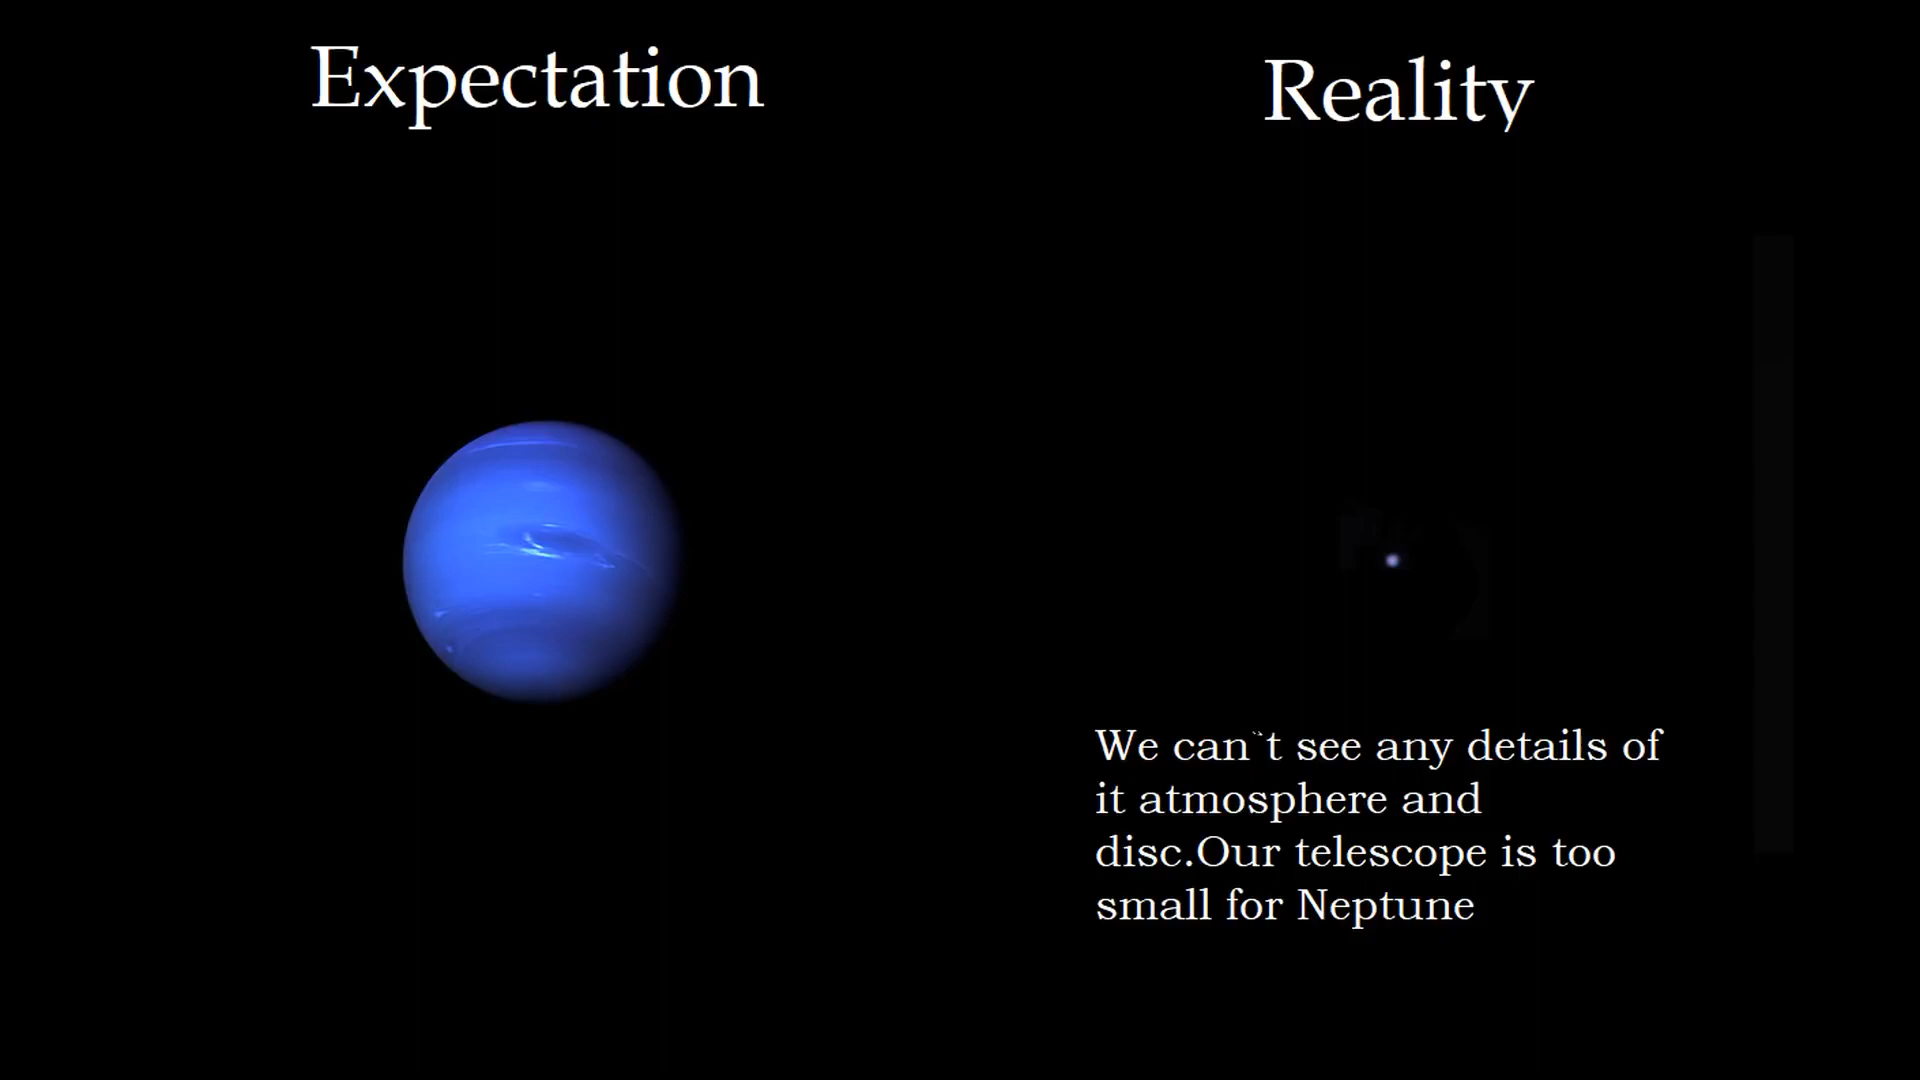 Expectation
Reality
We can`t see any details of
it atmosphere and
disc.Our telescope is too
small for Neptune